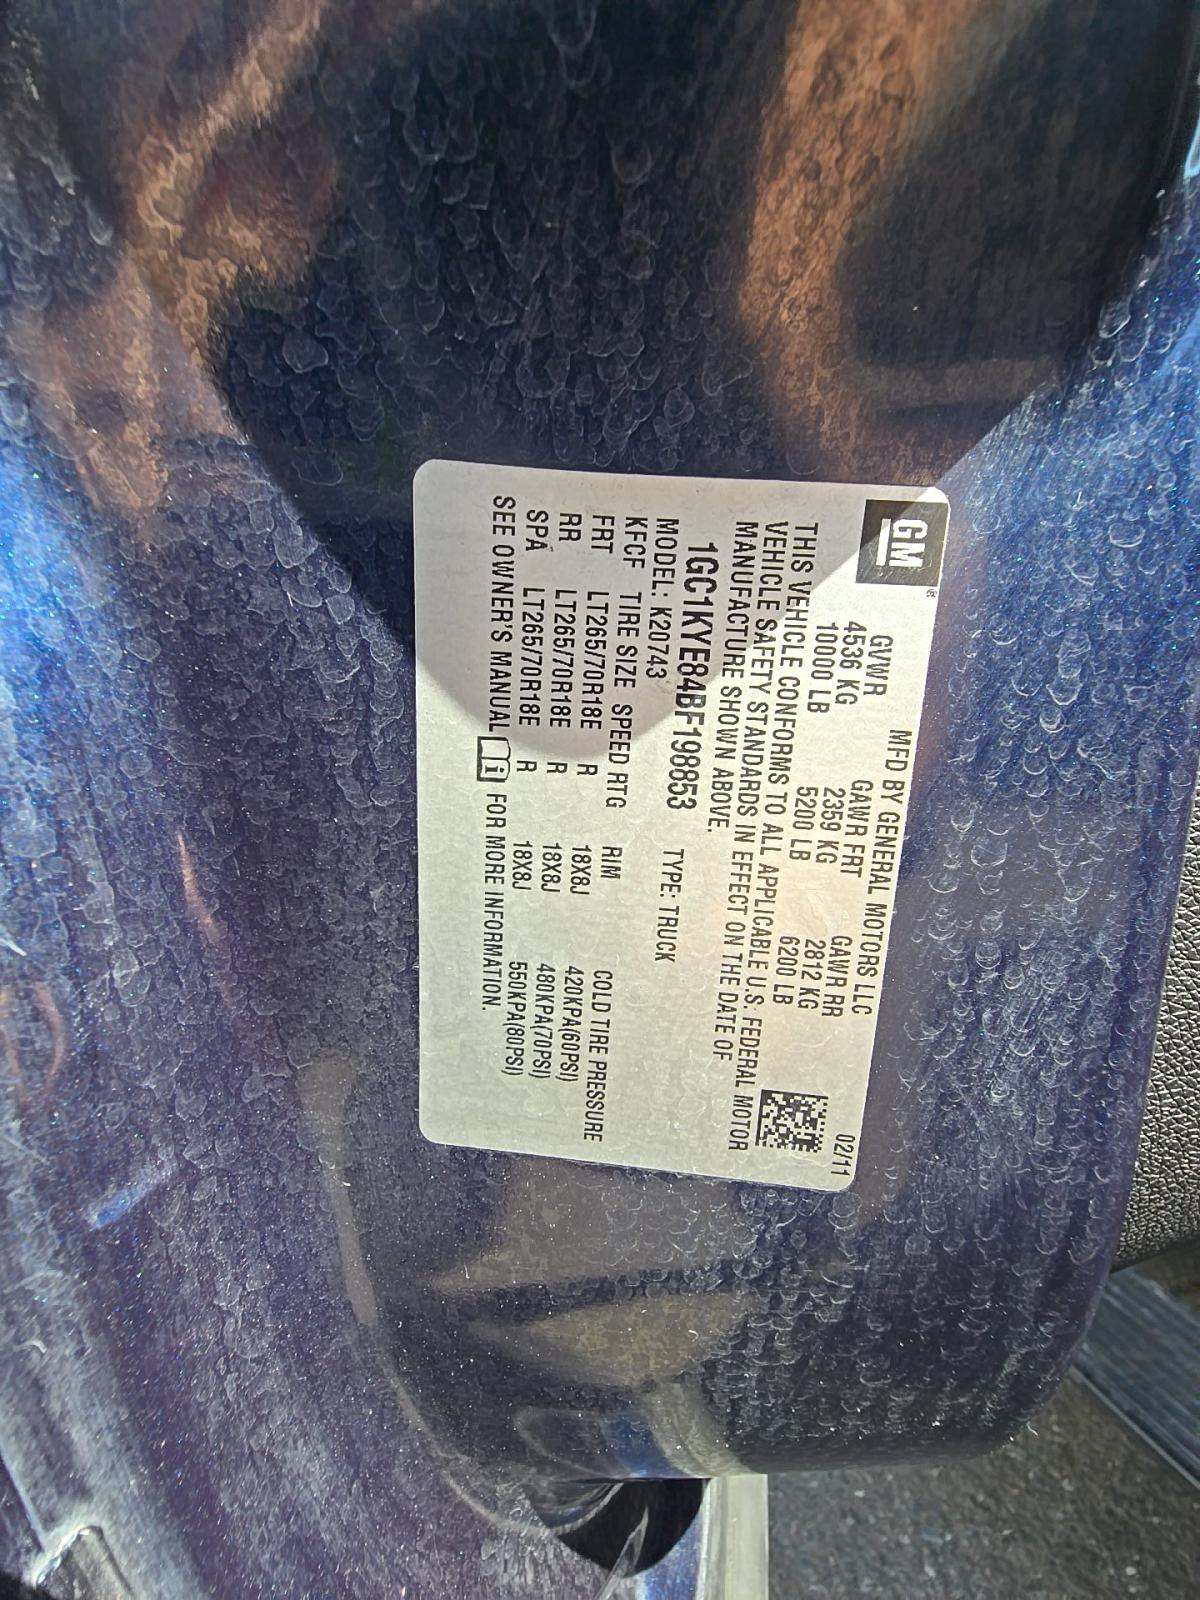 GM
MFD BY GENERAL MOTORS LLC 02/11
GVWR GAWR FRT GAWR RR
4536 KG 2359 KG 2812 KG
10000 LB 5200 LB 6200 LB
THIS VEHICLE CONFORMS TO ALL APPLICABLE U.S. FEDERAL MOTOR
VEHICLE SAFETY STANDARDS IN EFFECT ON THE DATE OF
MANUFACTURE SHOWN ABOVE.
1GC1KYE84BF198853 TYPE: TRUCK
MODEL: K20743
KFCF TIRE SIZE SPEED RTG RIM COLD TIRE PRESSURE
FRT LT265/70R18E R 18X8J 420KPA(60PSI)
RR LT265/70R18E R 18X8J 480KPA(70PSI)
SPA LT265/70R18E R 18X8J 550KPA(80PSI)
SEE OWNER'S MANUAL i FOR MORE INFORMATION.